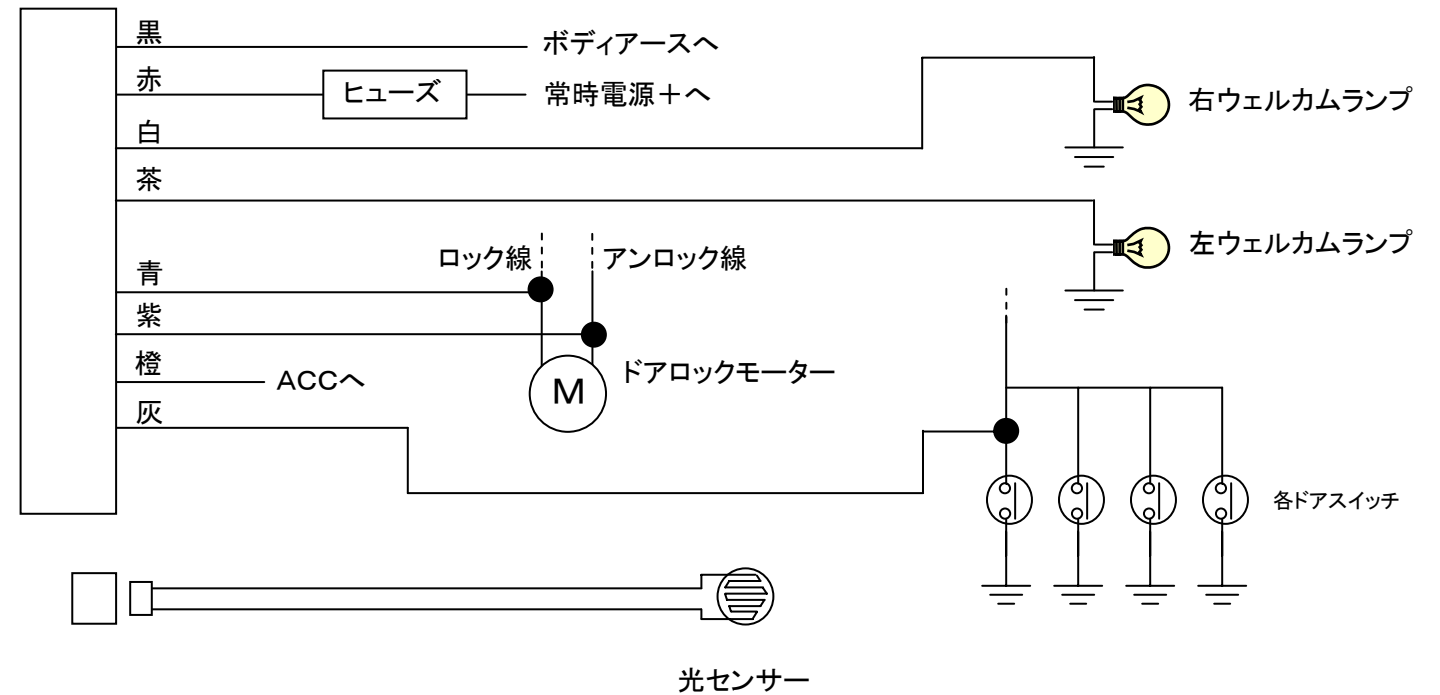 黒
ボディアースへ
赤
ヒューズ
常時電源＋へ
右ウェルカムランプ
白
茶
左ウェルカムランプ
ロック線
アンロック線
青
紫
橙
ACCへ
M
ドアロックモーター
灰
各ドアスイッチ
光センサー